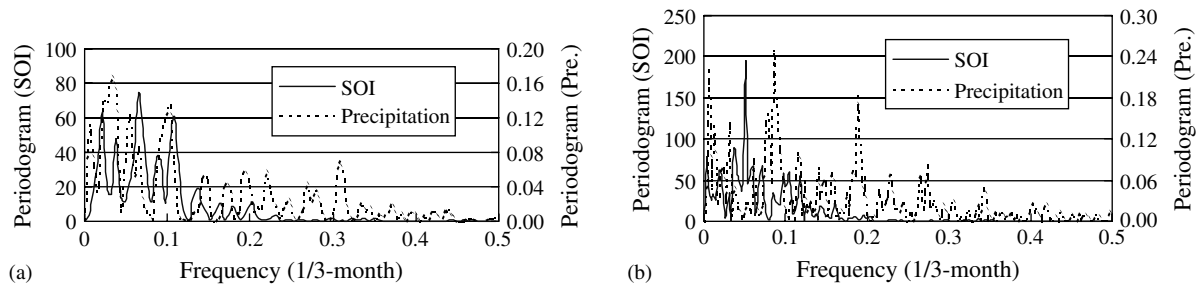 Periodogram (SOI)
100
80
60
40
20
0
0.20
0.16
0.12
0.08
0.04
0.00
Periodogram (Pre.)
SOI
Precipitation
0 0.1 0.2 0.3 0.4 0.5
(a) Frequency (1/3-month)
Periodogram (SOI)
250
200
150
100
50
0
0.30
0.24
0.18
0.12
0.06
0.00
Periodogram (Pre.)
SOI
Precipitation
0 0.1 0.2 0.3 0.4 0.5
(b) Frequency (1/3-month)